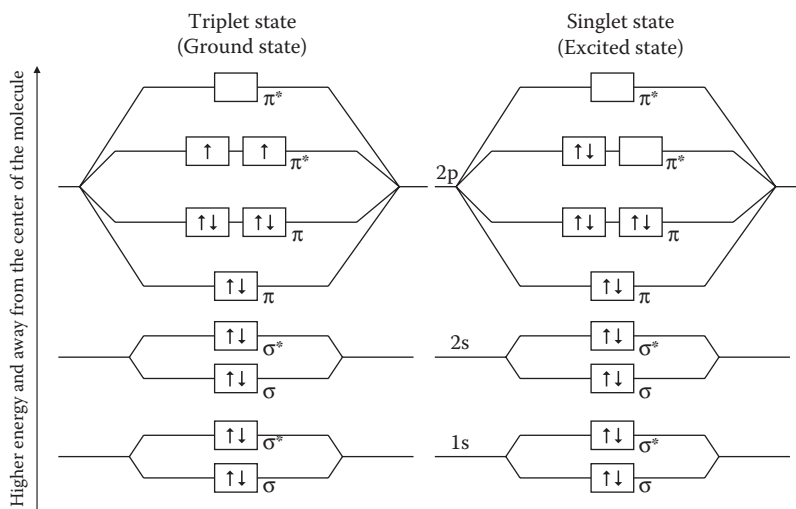 Triplet state
(Ground state)
Singlet state
(Excited state)
Higher energy and away from the center of the molecule
π*
π*
↑ ↑
π*
↑↓
π*
2p
↑↓ ↑↓
π
↑↓ ↑↓
π
↑↓
π
↑↓
π
↑↓
σ*
2s
↑↓
σ*
↑↓
σ
↑↓
σ
↑↓
σ*
1s
↑↓
σ*
↑↓
σ
↑↓
σ